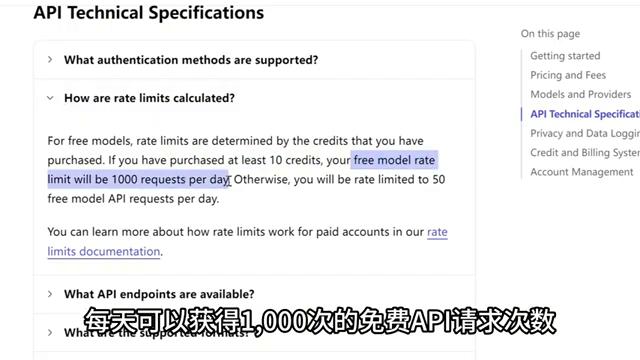 API Technical Specifications
What authentication methods are supported?
How are rate limits calculated?
For free models, rate limits are determined by the credits that you have
purchased. If you have purchased at least 10 credits, your free model rate
limit will be 1000 requests per day. Otherwise, you will be rate limited to 50
free model API requests per day.
You can learn more about how rate limits work for paid accounts in our rate
limits documentation.
What API endpoints are available?
What are the supported formats?
每天可以获得1,000次的免费API请求次数
On this page
Getting started
Pricing and Fees
Models and Providers
API Technical Specificati
Privacy and Data Loggin
Credit and Billing System
Account Management